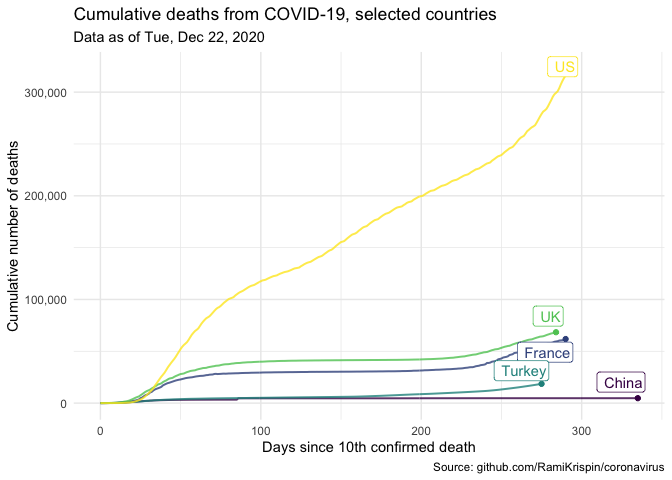 Cumulative deaths from COVID-19, selected countries
Data as of Tue, Dec 22, 2020
Cumulative number of deaths
300,000
200,000
100,000
0
US
UK
France
Turkey
China
0
100
200
300
Days since 10th confirmed death
Source: github.com/RamiKrispin/coronavirus